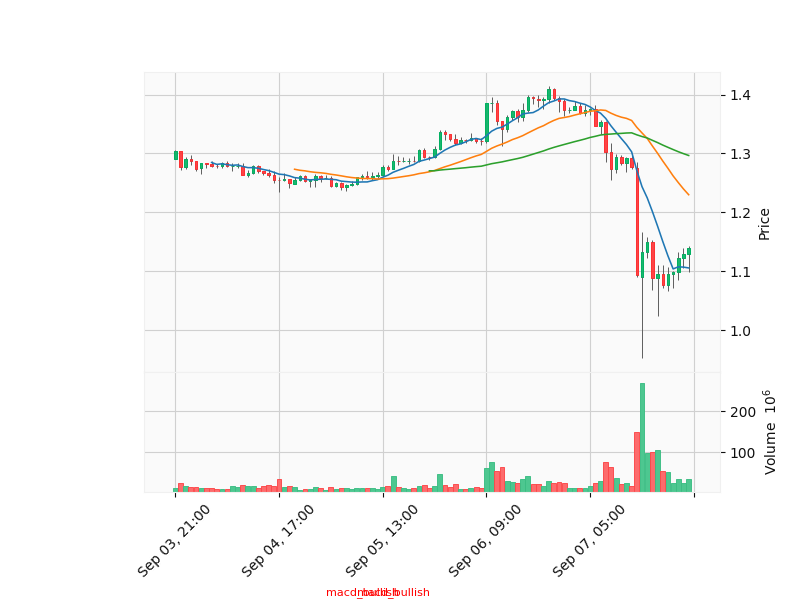 1.4
1.3
1.2
1.1
1.0
Price
200
100
Volume 10^6
Sep 03, 21:00
Sep 04, 17:00
Sep 05, 13:00
Sep 06, 09:00
Sep 07, 05:00
macd_bullish